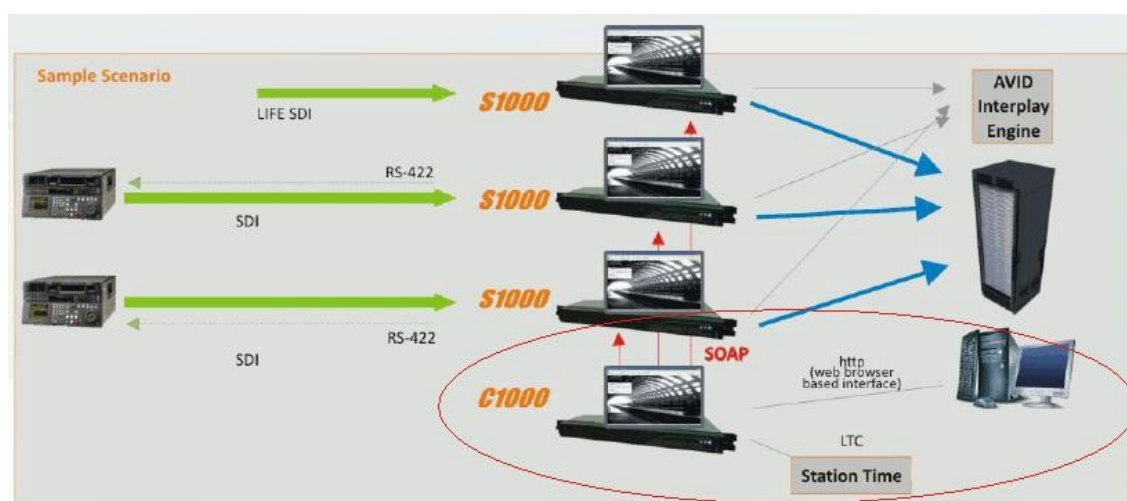 Sample Scenario
LIFE SDI
S1000
AVID
Interplay
Engine
RS-422
S1000
SDI
S1000
RS-422
SDI
SOAP
C1000
http
(web browser
based interface)
LTC
Station Time